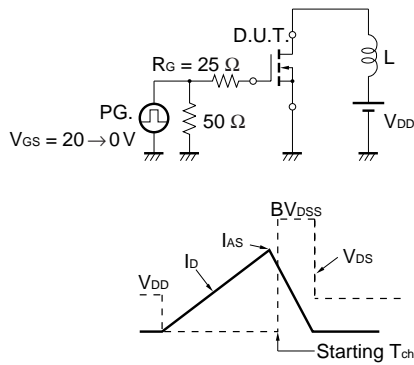 D.U.T.
RG = 25 Ω
L
PG.
50 Ω
VDD
VGS = 20 → 0 V
BVDSS
IAS
ID
VDS
VDD
Starting Tch